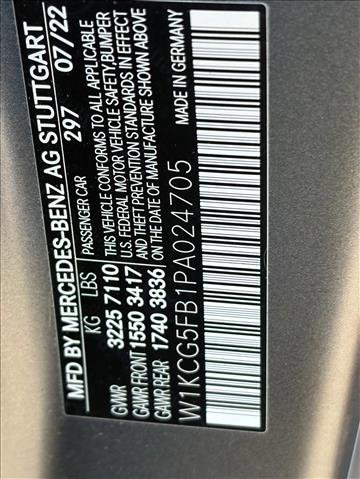 MFD BY MERCEDES-BENZ AG STUTTGART
PASSENGER CAR 297 07/22
KG LBS
GVWR 3225 7110
GAWR FRONT 1550 3417
GAWR REAR 1740 3836
THIS VEHICLE CONFORMS TO ALL APPLICABLE
U.S. FEDERAL MOTOR VEHICLE SAFETY,BUMPER
AND THEFT PREVENTION STANDARDS IN EFFECT
ON THE DATE OF MANUFACTURE SHOWN ABOVE
MADE IN GERMANY
W1KCG5FB1PA024705